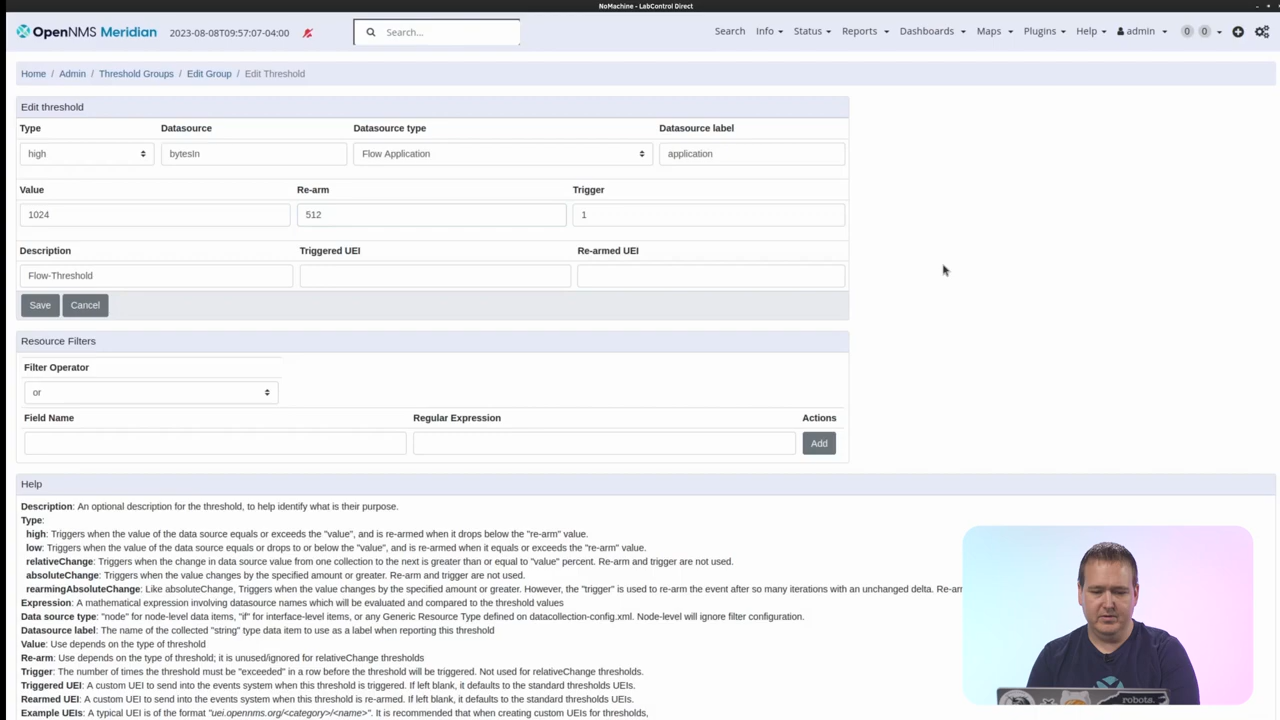 NoMachine - LabControl Direct
OpenNMS Meridian 2023-08-08T09:57:07-04:00 Search... Search Info Status Reports Dashboards Maps Plugins Help admin 0 0
Home / Admin / Threshold Groups / Edit Group / Edit Threshold
Edit threshold
Type Datasource Datasource type Datasource label
high bytesIn Flow Application application
Value Re-arm Trigger
1024 512 1
Description Triggered UEI Re-armed UEI
Flow-Threshold
Save Cancel
Resource Filters
Filter Operator
or
Field Name Regular Expression Actions
Add
Help
Description: An optional description for the threshold, to help identify what is their purpose.
Type:
high: Triggers when the value of the data source equals or exceeds the "value", and is re-armed when it drops below the "re-arm" value.
low: Triggers when the value of the data source equals or drops to or below the "value", and is re-armed when it equals or exceeds the "re-arm" value.
relativeChange: Triggers when the change in data source value from one collection to the next is greater than or equal to "value" percent. Re-arm and trigger are not used.
absoluteChange: Triggers when the value changes by the specified amount or greater. Re-arm and trigger are not used.
rearmingAbsoluteChange: Like absoluteChange, Triggers when the value changes by the specified amount or greater. However, the "trigger" is used to re-arm the event after so many iterations with an unchanged delta. Re-arm
Expression: A mathematical expression involving datasource names which will be evaluated and compared to the threshold values
Data source type: "node" for node-level data items, "if" for interface-level items, or any Generic Resource Type defined on datacollection-config.xml. Node-level will ignore filter configuration.
Datasource label: The name of the collected "string" type data item to use as a label when reporting this threshold
Value: Use depends on the type of threshold
Re-arm: Use depends on the type of threshold; it is unused/ignored for relativeChange thresholds
Trigger: The number of times the threshold must be "exceeded" in a row before the threshold will be triggered. Not used for relativeChange thresholds.
Triggered UEI: A custom UEI to send into the events system when this threshold is triggered. If left blank, it defaults to the standard thresholds UEIs.
Rearmed UEI: A custom UEI to send into the events system when this threshold is re-armed. If left blank, it defaults to the standard thresholds UEIs.
Example UEIs: A typical UEI is of the format "uei.opennms.org/<category>/<name>". It is recommended that when creating custom UEIs for thresholds,
robots.